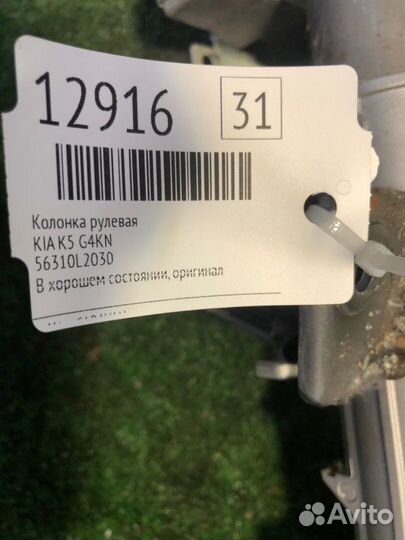 12916 31
Колонка рулевая
KIA K5 G4KN
56310L2030
В хорошем состоянии, оригинал
Avito